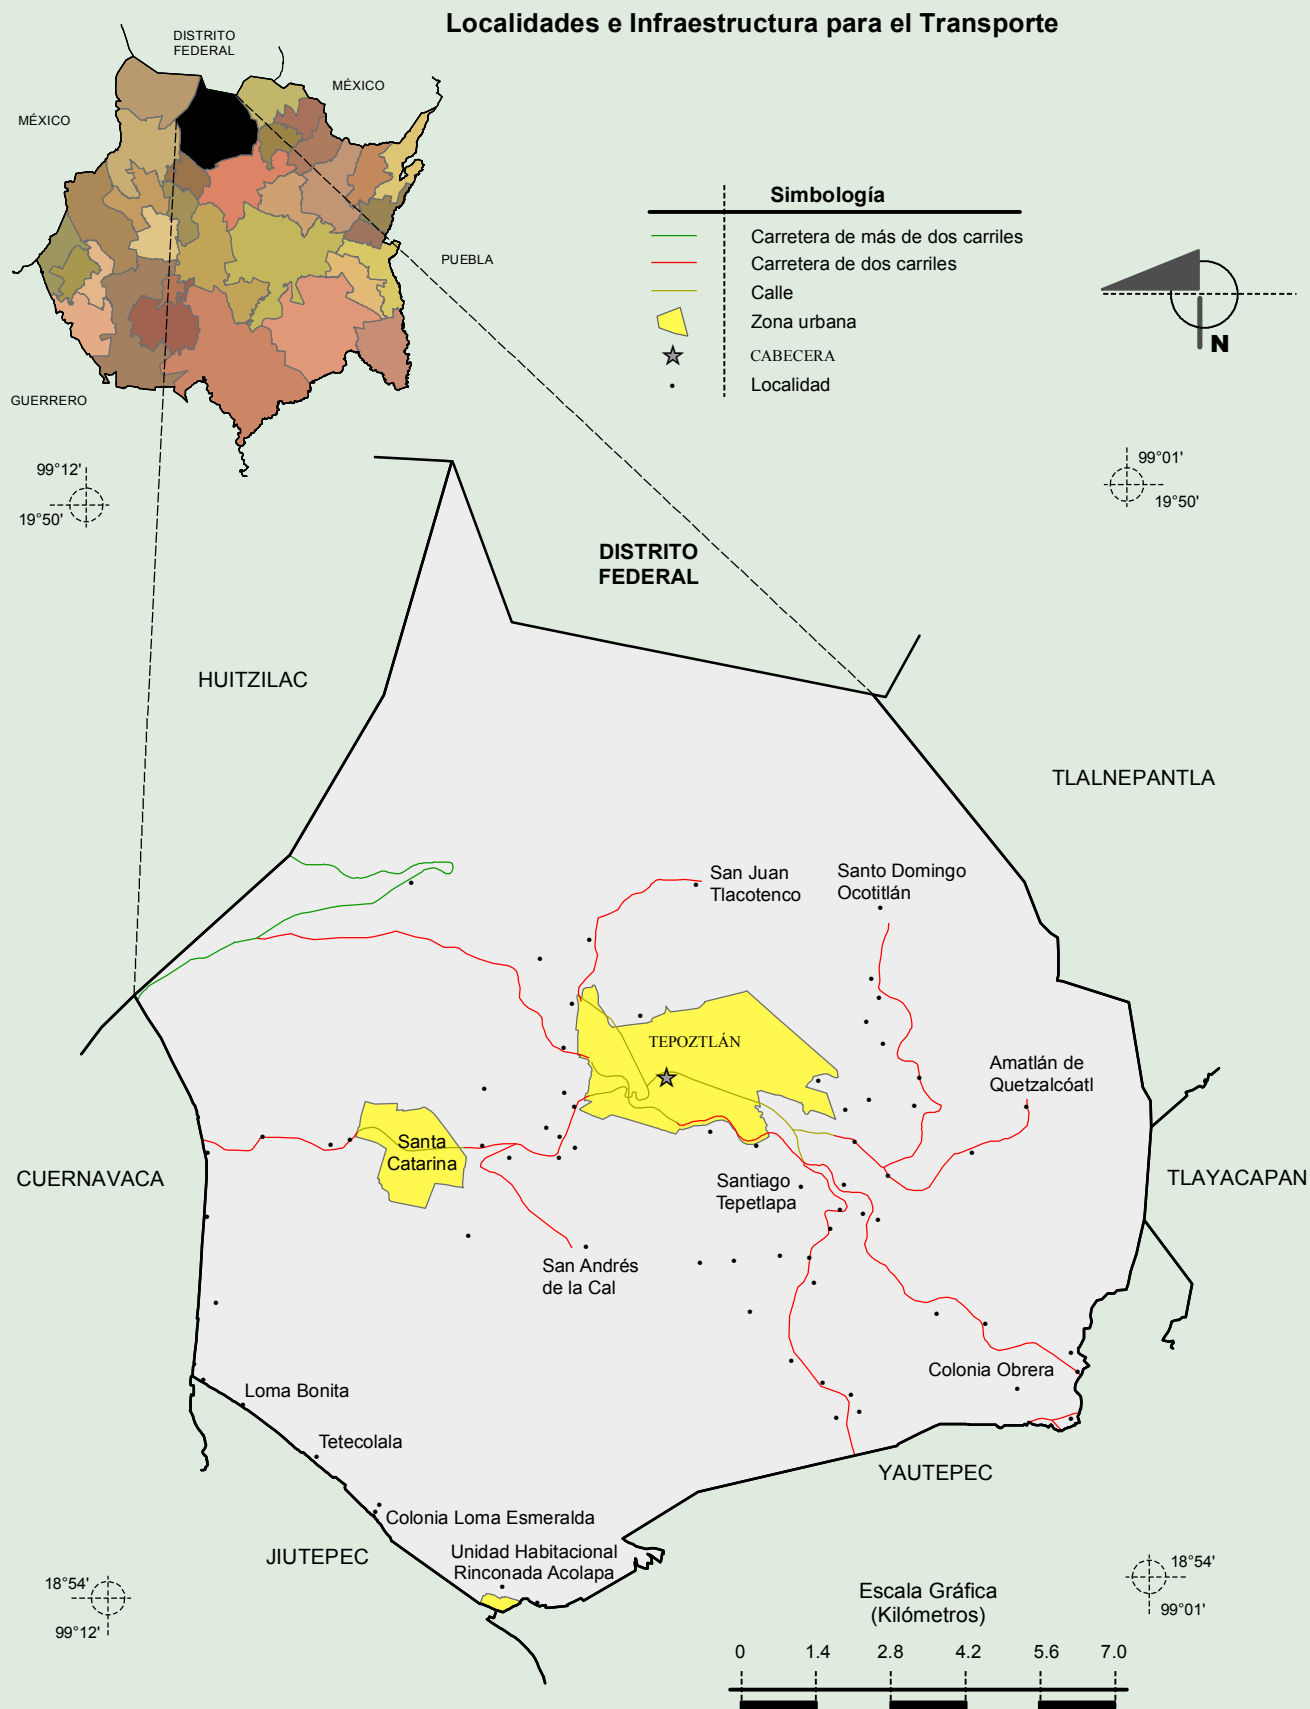 Localidades e Infraestructura para el Transporte
DISTRITO
FEDERAL
MÉXICO
MÉXICO
PUEBLA
GUERRERO
Simbología
Carretera de más de dos carriles
Carretera de dos carriles
Calle
Zona urbana
CABECERA
Localidad
N
99°12'
19°50'
99°01'
19°50'
DISTRITO
FEDERAL
HUITZILAC
TLALNEPANTLA
San Juan
Tlacotenco
Santo Domingo
Ocotitlán
TEPOZTLÁN
Amatlán de
Quetzalcóatl
Santa
Catarina
CUERNAVACA
TLAYACAPAN
Santiago
Tepetlapa
San Andrés
de la Cal
Colonia Obrera
Loma Bonita
Tetecolala
YAUTEPEC
Colonia Loma Esmeralda
JIUTEPEC
Unidad Habitacional
Rinconada Acolapa
18°54'
99°12'
18°54'
99°01'
Escala Gráfica
(Kilómetros)
0 1.4 2.8 4.2 5.6 7.0